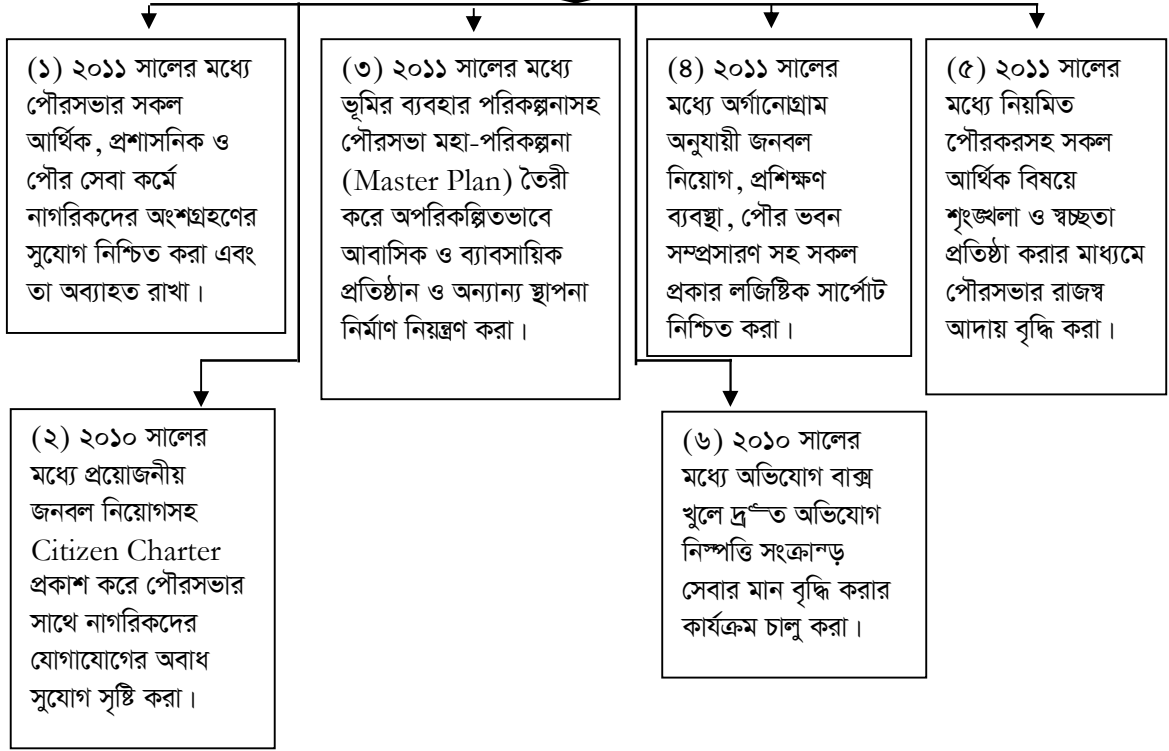 (১) ২০১১ সালের মধ্যে
পৌরসভার সকল
আর্থিক, প্রশাসনিক ও
পৌর সেবা কর্মে
নাগরিকদের অংশগ্রহণের
সুযোগ নিশ্চিত করা এবং
তা অব্যাহত রাখা।
(৩) ২০১১ সালের মধ্যে
ভূমির ব্যবহার পরিকল্পনাসহ
পৌরসভা মহা-পরিকল্পনা
(Master Plan) তৈরী
করে অপরিকল্পিতভাবে
আবাসিক ও ব্যাবসায়িক
প্রতিষ্ঠান ও অন্যান্য স্থাপনা
নির্মাণ নিয়ন্ত্রণ করা।
(৪) ২০১১ সালের
মধ্যে অর্গানোগ্রাম
অনুযায়ী জনবল
নিয়োগ, প্রশিক্ষণ
ব্যবস্থা, পৌর ভবন
সম্প্রসারণ সহ সকল
প্রকার লজিষ্টিক সার্পোট
নিশ্চিত করা।
(৫) ২০১১ সালের
মধ্যে নিয়মিত
পৌরকরসহ সকল
আর্থিক বিষয়ে
শৃংঙ্খলা ও স্বচ্ছতা
প্রতিষ্ঠা করার মাধ্যমে
পৌরসভার রাজস্ব
আদায় বৃদ্ধি করা।
(২) ২০১০ সালের
মধ্যে প্রয়োজনীয়
জনবল নিয়োগসহ
Citizen Charter
প্রকাশ করে পৌরসভার
সাথে নাগরিকদের
যোগাযোগের অবাধ
সুযোগ সৃষ্টি করা।
(৬) ২০১০ সালের
মধ্যে অভিযোগ বাক্স
খুলে দ্র্বত অভিযোগ
নিস্পত্তি সংক্রান্ড়
সেবার মান বৃদ্ধি করার
কার্যক্রম চালু করা।